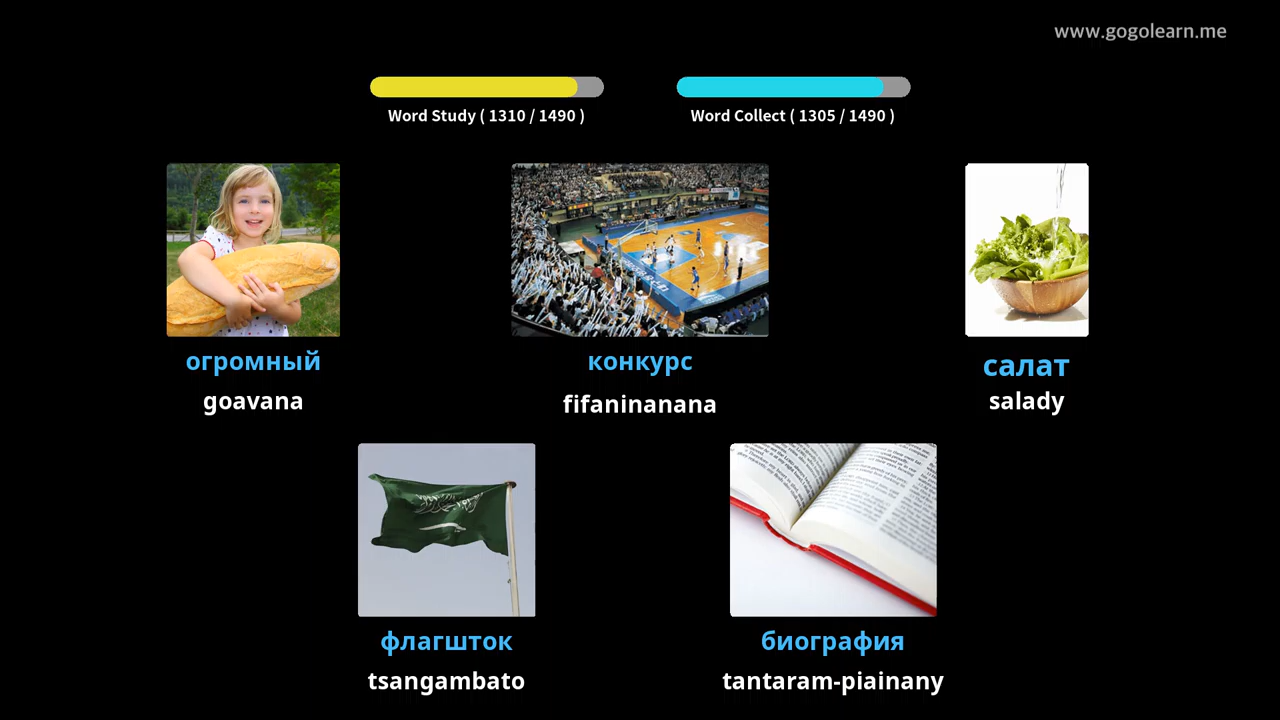 www.gogolearn.me
Word Study ( 1310 / 1490 )
Word Collect ( 1305 / 1490 )
огромный
goavana
конкурс
fifaninanana
салат
salady
флагшток
tsangambato
биография
tantaram-piainany